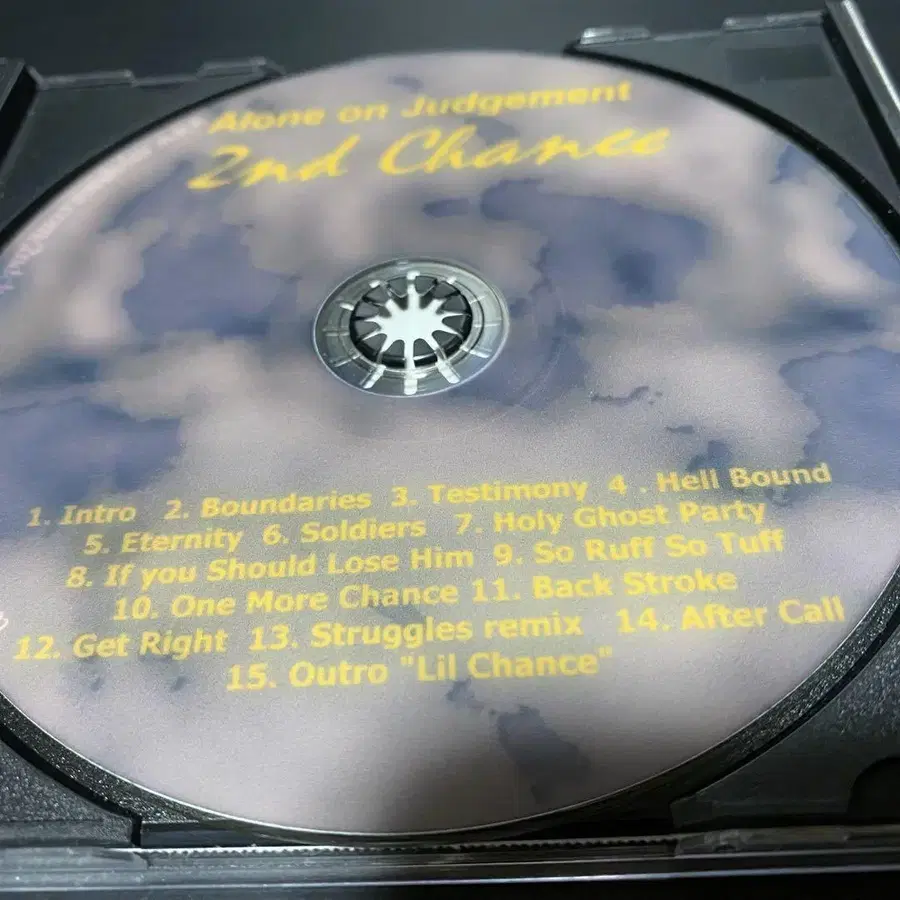 Alone on Judgement
2nd Chance
1. Intro 2. Boundaries 3. Testimony 4 . Hell Bound
5. Eternity 6. Soldiers 7. Holy Ghost Party
8. If you Should Lose Him 9. So Ruff So Tuff
10. One More Chance 11. Back Stroke
12. Get Right 13. Struggles remix 14. After Call
15. Outro "Lil Chance"